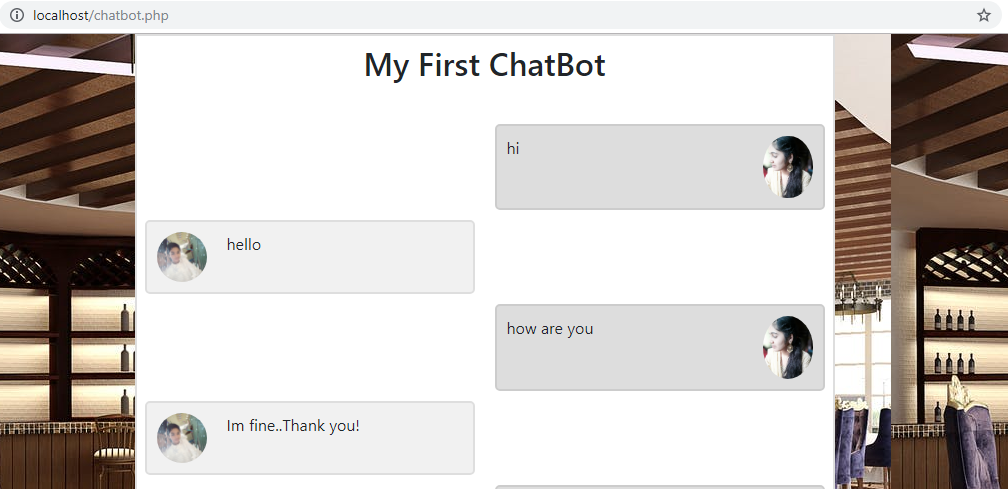 localhost/chatbot.php
My First ChatBot
hi
hello
how are you
Im fine..Thank you!